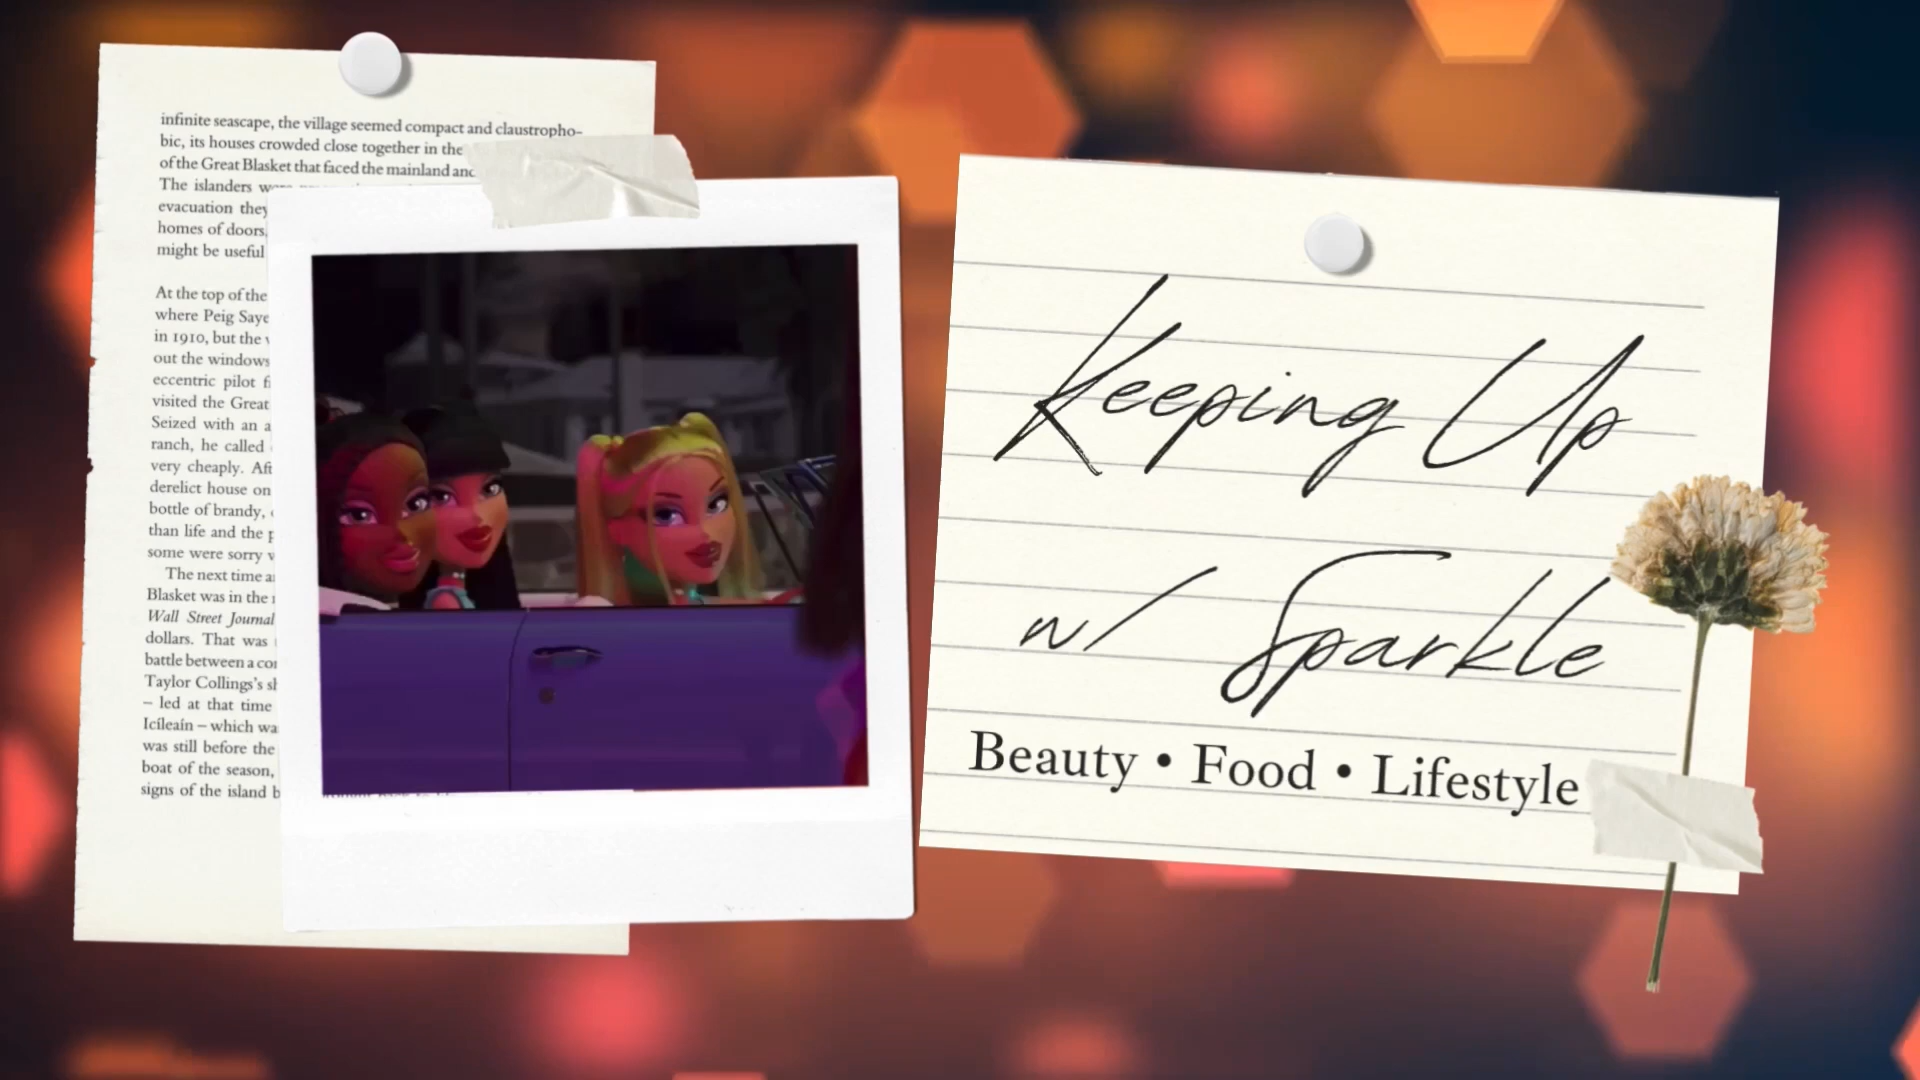 infinite seascape, the village seemed compact and claustropho-
bic, its houses crowded close together in the
of the Great Blasket that faced the mainland and
The islanders
evacuation they
homes of doors,
might be useful
At the top of the
where Peig Saye
in 1910, but the
out the windows
eccentric pilot
visited the Great
Seized with an a
ranch, he called
very cheaply. Aft
derelict house on
bottle of brandy,
than life and the p
some were sorry
The next time a
Blasket was in the
Wall Street Journal
dollars. That was
battle between a co
Taylor Collings's sh
– led at that time
Icíleaín – which wa
was still before the
boat of the season,
signs of the island b
Keeping Up
w/ Sparkle
Beauty • Food • Lifestyle